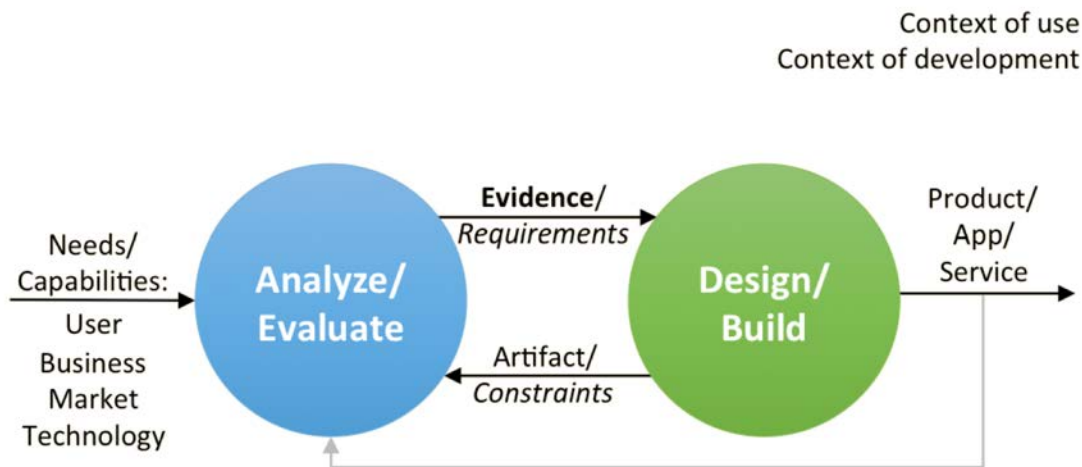 Context of use
Context of development
Needs/
Capabilities:
User
Business
Market
Technology
Analyze/
Evaluate
Evidence/
Requirements
Artifact/
Constraints
Design/
Build
Product/
App/
Service